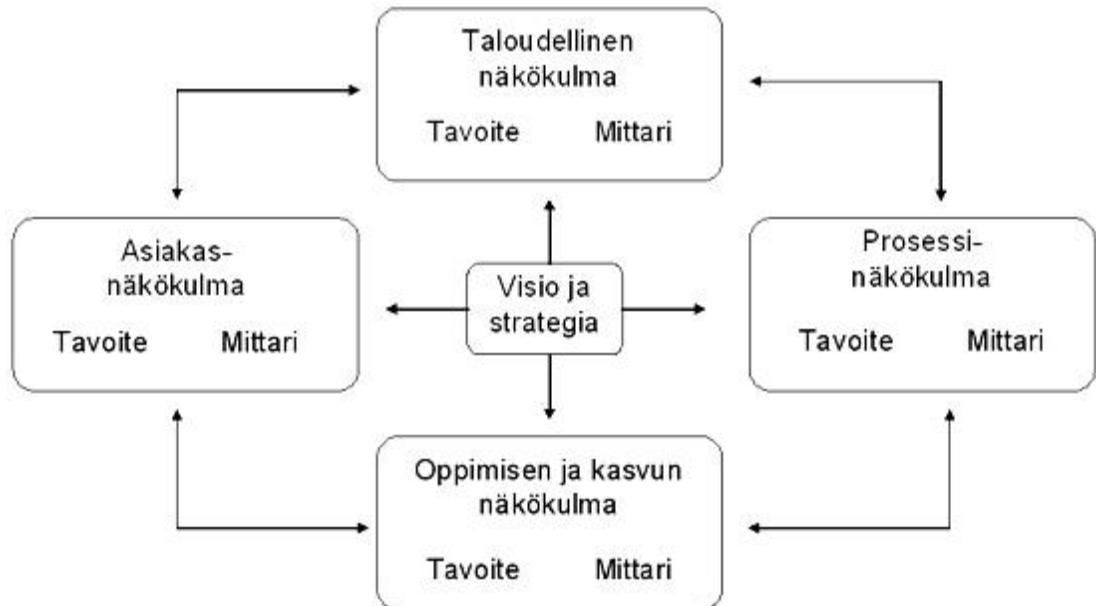 Taloudellinen
näkökulma
Tavoite Mittari
Asiakas-
näkökulma
Tavoite Mittari
Visio ja
strategia
Prosessi-
näkökulma
Tavoite Mittari
Oppimisen ja kasvun
näkökulma
Tavoite Mittari